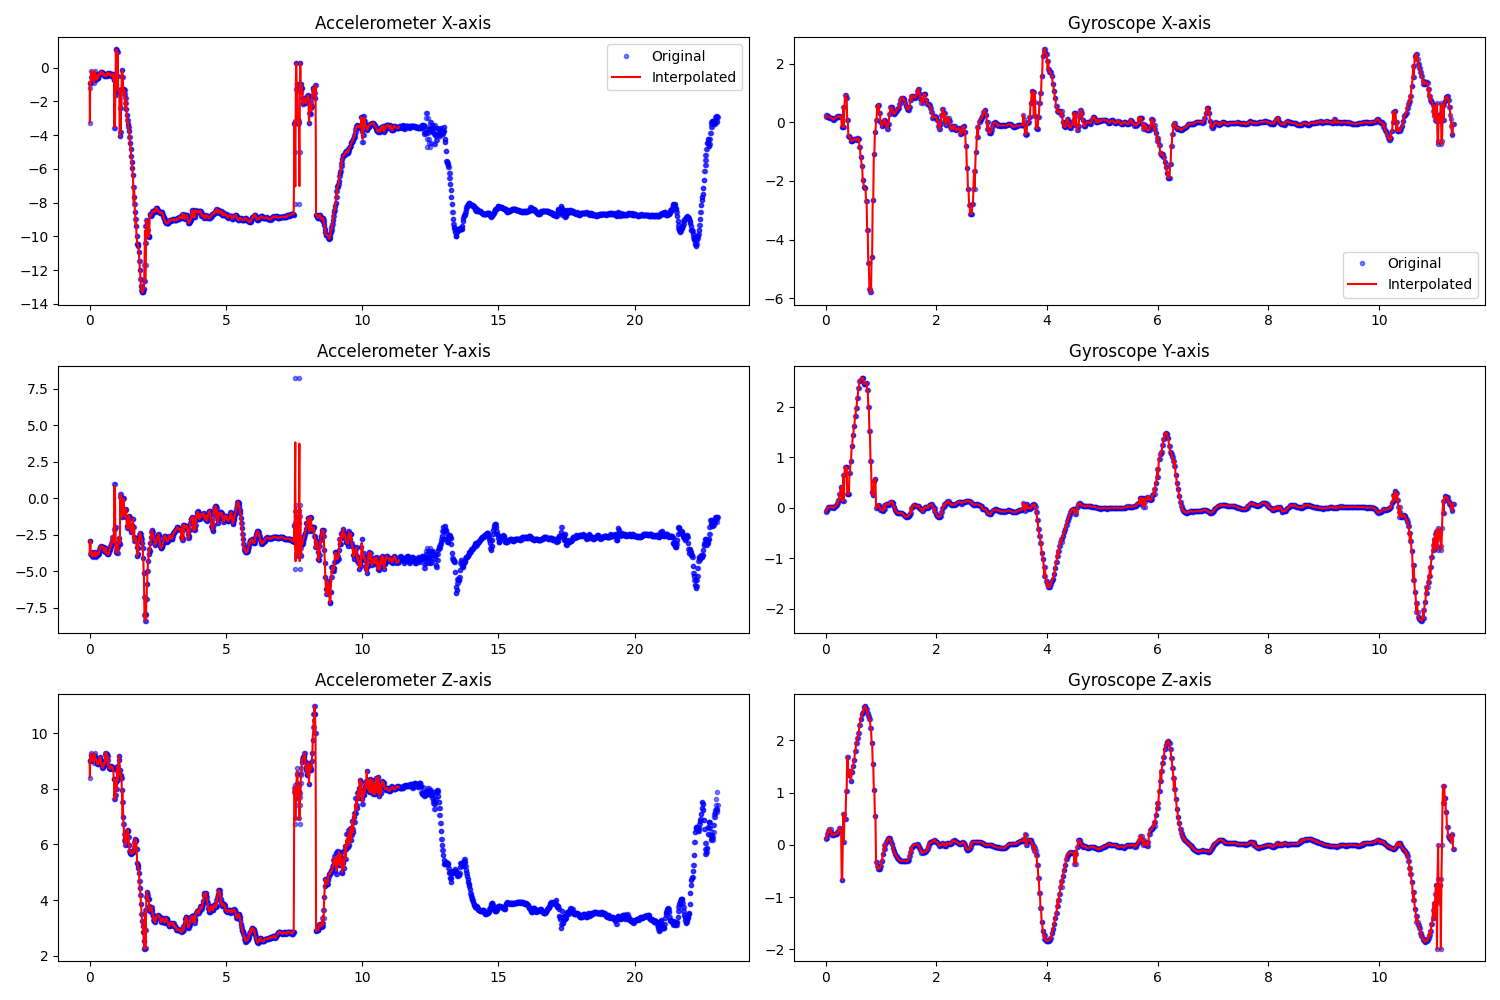 Accelerometer X-axis
0
−2
−4
−6
−8
−10
−12
−14
0 5 10 15 20
Original
Interpolated
Gyroscope X-axis
2
0
−2
−4
−6
0 2 4 6 8 10
Original
Interpolated
Accelerometer Y-axis
7.5
5.0
2.5
0.0
−2.5
−5.0
−7.5
0 5 10 15 20
Gyroscope Y-axis
2
1
0
−1
−2
0 2 4 6 8 10
Accelerometer Z-axis
10
8
6
4
2
0 5 10 15 20
Gyroscope Z-axis
2
1
0
−1
−2
0 2 4 6 8 10